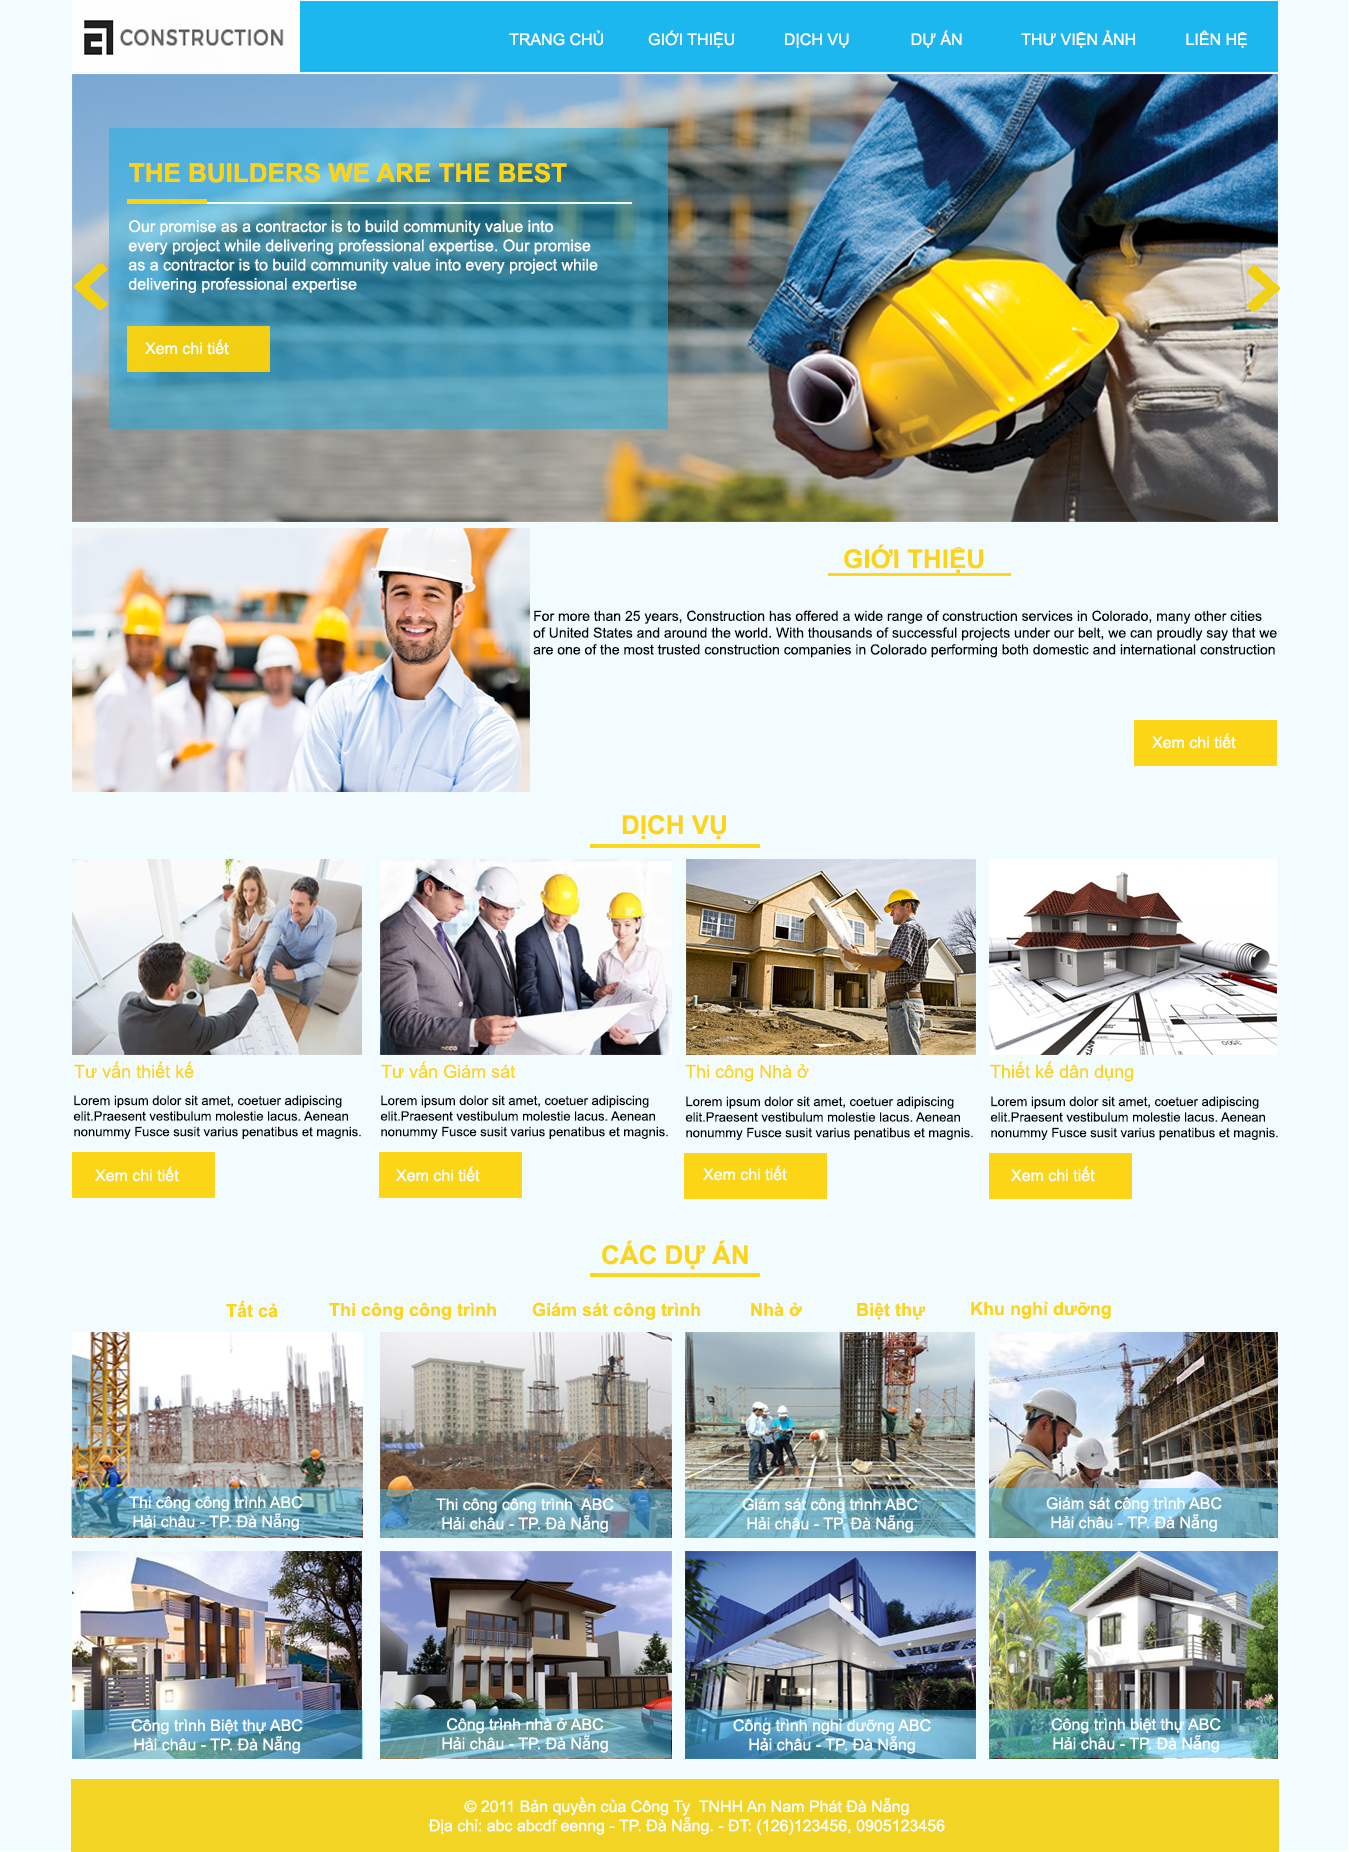 CONSTRUCTION
TRANG CHỦ GIỚI THIỆU DỊCH VỤ DỰ ÁN THƯ VIỆN ẢNH LIÊN HỆ
THE BUILDERS WE ARE THE BEST
Our promise as a contractor is to build community value into
every project while delivering professional expertise. Our promise
as a contractor is to build community value into every project while
delivering professional expertise
Xem chi tiết
GIỚI THIỆU
For more than 25 years, Construction has offered a wide range of construction services in Colorado, many other cities
of United States and around the world. With thousands of successful projects under our belt, we can proudly say that we
are one of the most trusted construction companies in Colorado performing both domestic and international construction
Xem chi tiết
DỊCH VỤ
Tư vấn thiết kế
Lorem ipsum dolor sit amet, coetuer adipiscing
elit.Praesent vestibulum molestie lacus. Aenean
nonummy Fusce susit varius penatibus et magnis.
Xem chi tiết
Tư vấn Giám sát
Lorem ipsum dolor sit amet, coetuer adipiscing
elit.Praesent vestibulum molestie lacus. Aenean
nonummy Fusce susit varius penatibus et magnis.
Xem chi tiết
Thi công Nhà ở
Lorem ipsum dolor sit amet, coetuer adipiscing
elit.Praesent vestibulum molestie lacus. Aenean
nonummy Fusce susit varius penatibus et magnis.
Xem chi tiết
Thiết kế dân dụng
Lorem ipsum dolor sit amet, coetuer adipiscing
elit.Praesent vestibulum molestie lacus. Aenean
nonummy Fusce susit varius penatibus et magnis.
Xem chi tiết
CÁC DỰ ÁN
Tất cả Thi công công trình Giám sát công trình Nhà ở Biệt thự Khu nghỉ dưỡng
Thi công công trình ABC
Hải châu - TP. Đà Nẵng
Thi công công trình ABC
Hải châu - TP. Đà Nẵng
Giám sát công trình ABC
Hải châu - TP. Đà Nẵng
Giám sát công trình ABC
Hải châu - TP. Đà Nẵng
Công trình Biệt thự ABC
Hải châu - TP. Đà Nẵng
Công trình nhà ở ABC
Hải châu - TP. Đà Nẵng
Công trình nghỉ dưỡng ABC
Hải châu - TP. Đà Nẵng
Công trình biệt thự ABC
Hải châu - TP. Đà Nẵng
© 2011 Bản quyền của Công Ty TNHH An Nam Phát Đà Nẵng
Địa chỉ: abc abcdf eenng - TP. Đà Nẵng. - ĐT: (126)123456, 0905123456